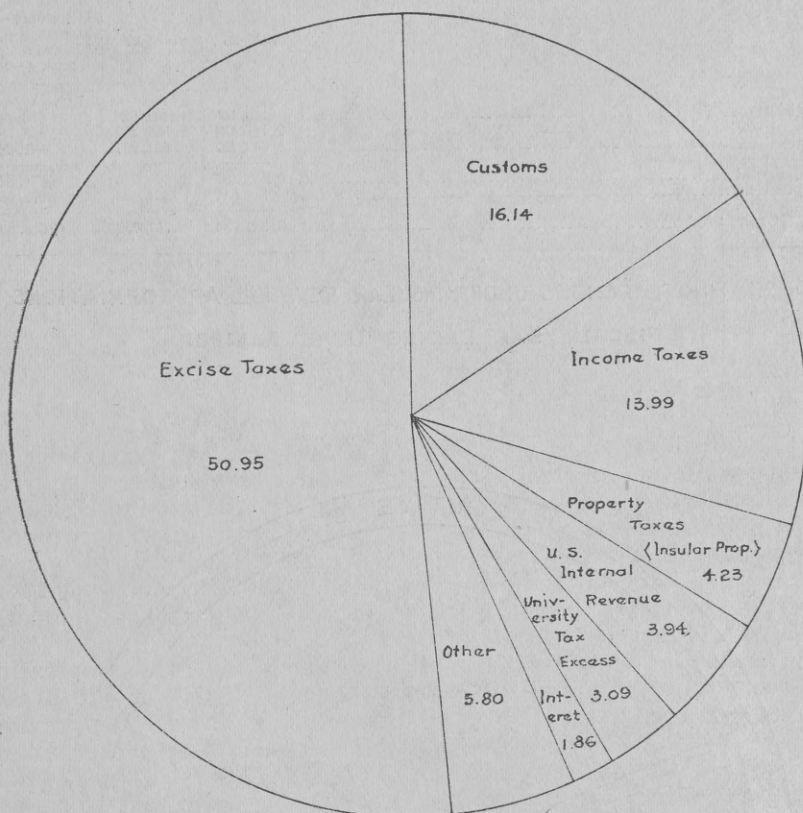 Customs
16.14
Income Taxes
13.99
Excise Taxes
50.95
Property
Taxes
(Insular Prop.)
4.23
U. S.
Internal
Revenue
3.94
Univ-
ersity
Tax
Excess
3.09
Int-
eret
1.86
Other
5.80